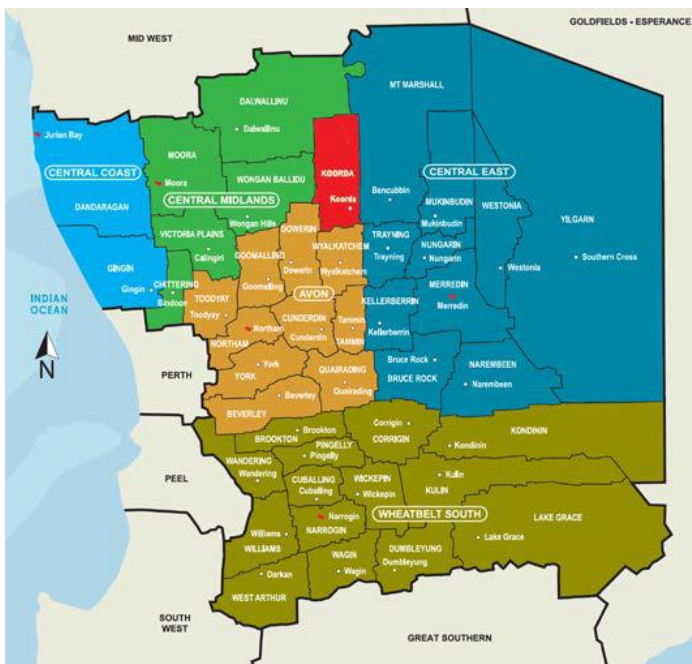 GOLDFIELDS - ESPERANCE
MID WEST
MT MARSHALL
DALWALLINU
Dalwallinu
Jurien Bay
MOORA
KOORDA
CENTRAL COAST
CENTRAL EAST
WONGAN BALLIDU
Moora
Bencubbin
MUKINBUDIN
CENTRAL MIDLANDS
DANDARAGAN
Koorda
WESTONIA
Wongan Hills
Mukinbudin
YILGARN
DOWERIN
VICTORIA PLAINS
TRAYNING
NUNGARIN
GOOMALLING
WYALKATCHEM
Trayning
Calingiri
Nungarin
Southern Cross
GINGIN
Dowerin
Wyalkatchem
Westonia
CHITTERING
Goomalling
MERREDIN
Gingin
AVON
INDIAN
OCEAN
Bindoon
TOODYAY
KELLERBERRIN
Merredin
Toodyay
CUNDERDIN
Tammin
Northam
Kellerberrin
Cunderdin
TAMMIN
NORTHAM
N
Bruce Rock
York
QUAIRADING
NAREMBEEN
PERTH
YORK
BRUCE ROCK
Narembeen
Quairading
Beverley
BEVERLEY
Corrigin
Brookton
KONDININ
BROOKTON
CORRIGIN
PINGELLY
Kondinin
Pingelly
WANDERING
Wandering
Kulin
PEEL
CUBALLING
WICKEPIN
Cuballing
Wickepin
KULIN
WHEATBELT SOUTH
Narrogin
LAKE GRACE
NARROGIN
Williams
Lake Grace
WILLIAMS
DUMBLEYUNG
WAGIN
Dumbleyung
Darkan
Wagin
WEST ARTHUR
SOUTH
WEST
GREAT SOUTHERN